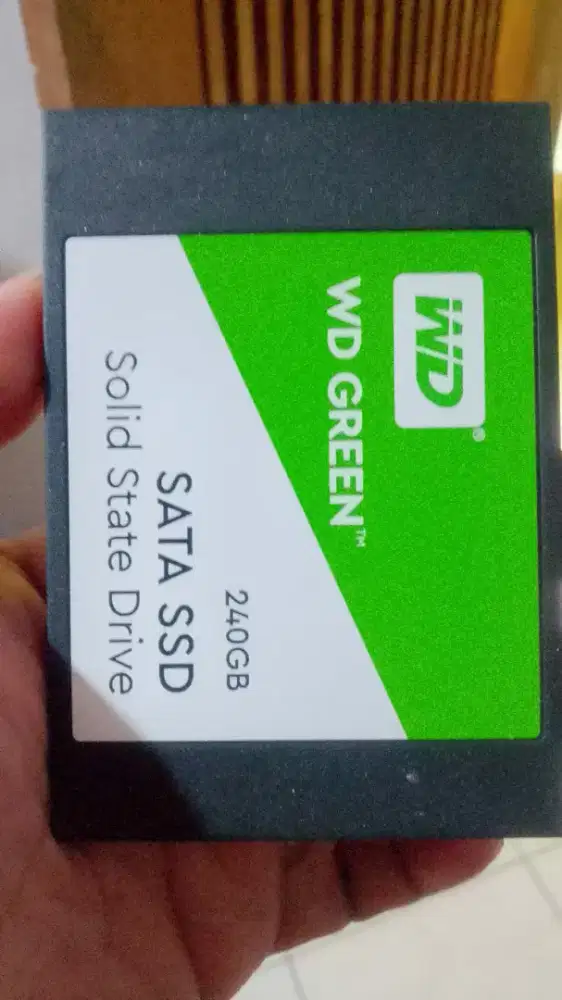 WD®
WD GREEN™
240GB
SATA SSD
Solid State Drive